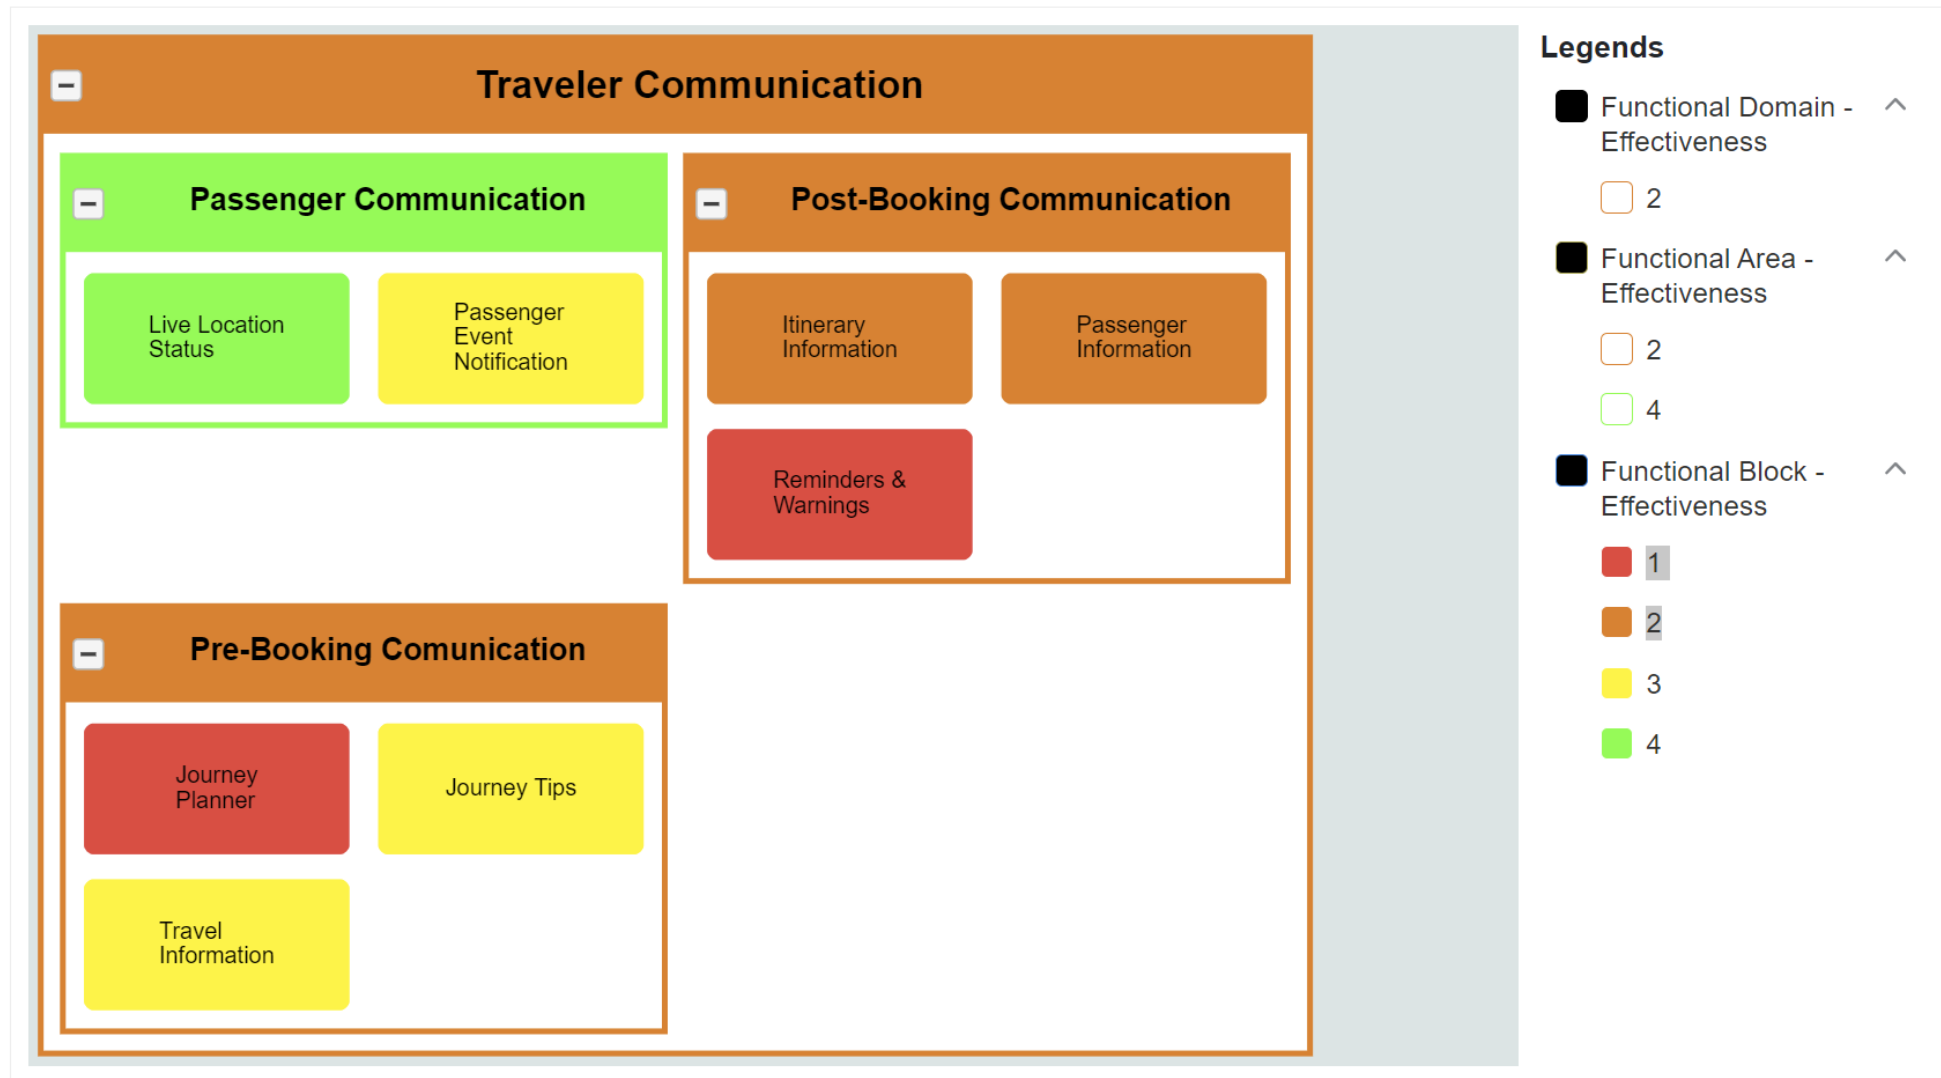 Traveler Communication
Passenger Communication
Live Location
Status
Passenger
Event
Notification
Post-Booking Communication
Itinerary
Information
Passenger
Information
Reminders &
Warnings
Pre-Booking Comunication
Journey
Planner
Journey Tips
Travel
Information
Legends
Functional Domain -
Effectiveness
2
Functional Area -
Effectiveness
2
4
Functional Block -
Effectiveness
1
2
3
4